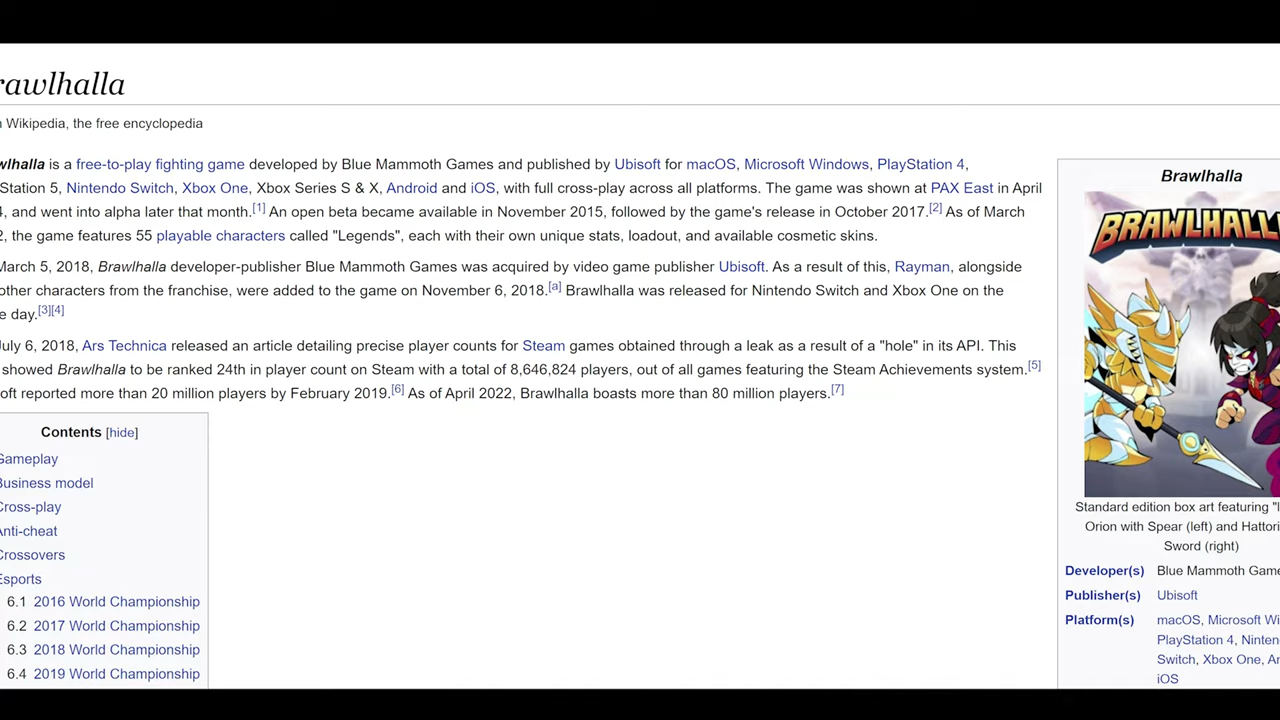 rawlhalla
Wikipedia, the free encyclopedia
wlhalla is a free-to-play fighting game developed by Blue Mammoth Games and published by Ubisoft for macOS, Microsoft Windows, PlayStation 4,
Station 5, Nintendo Switch, Xbox One, Xbox Series S & X, Android and iOS, with full cross-play across all platforms. The game was shown at PAX East in April
4, and went into alpha later that month.[1] An open beta became available in November 2015, followed by the game's release in October 2017.[2] As of March
2, the game features 55 playable characters called "Legends", each with their own unique stats, loadout, and available cosmetic skins.
March 5, 2018, Brawlhalla developer-publisher Blue Mammoth Games was acquired by video game publisher Ubisoft. As a result of this, Rayman, alongside
other characters from the franchise, were added to the game on November 6, 2018.[a] Brawlhalla was released for Nintendo Switch and Xbox One on the
e day.[3][4]
July 6, 2018, Ars Technica released an article detailing precise player counts for Steam games obtained through a leak as a result of a "hole" in its API. This
showed Brawlhalla to be ranked 24th in player count on Steam with a total of 8,646,824 players, out of all games featuring the Steam Achievements system.[5]
oft reported more than 20 million players by February 2019.[6] As of April 2022, Brawlhalla boasts more than 80 million players.[7]
Contents [hide]
Gameplay
Business model
Cross-play
Anti-cheat
Crossovers
Esports
6.1 2016 World Championship
6.2 2017 World Championship
6.3 2018 World Championship
6.4 2019 World Championship
Brawlhalla
BRAWLHALL
Standard edition box art featuring "l
Orion with Spear (left) and Hattori
Sword (right)
Developer(s) Blue Mammoth Game
Publisher(s) Ubisoft
Platform(s) macOS, Microsoft Wi
PlayStation 4, Ninten
Switch, Xbox One, An
iOS